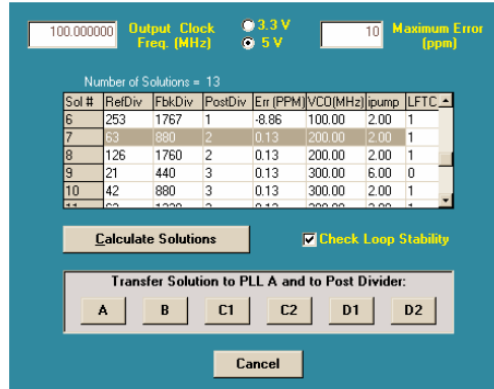 100.000000 Output Clock Freq. (MHz) 3.3 V 5 V 10 Maximum Error (ppm)
Number of Solutions = 13
Sol # RefDiv FbkDiv PostDiv Err (PPM) VCO(MHz) ipump LFTC
6 253 1767 1 -8.86 100.00 2.00 1
7 63 880 2 0.13 200.00 2.00 1
8 126 1760 2 0.13 200.00 2.00 1
9 21 440 3 0.13 300.00 6.00 0
10 42 880 3 0.13 300.00 2.00 1
Calculate Solutions Check Loop Stability
Transfer Solution to PLL A and to Post Divider:
A B C1 C2 D1 D2
Cancel